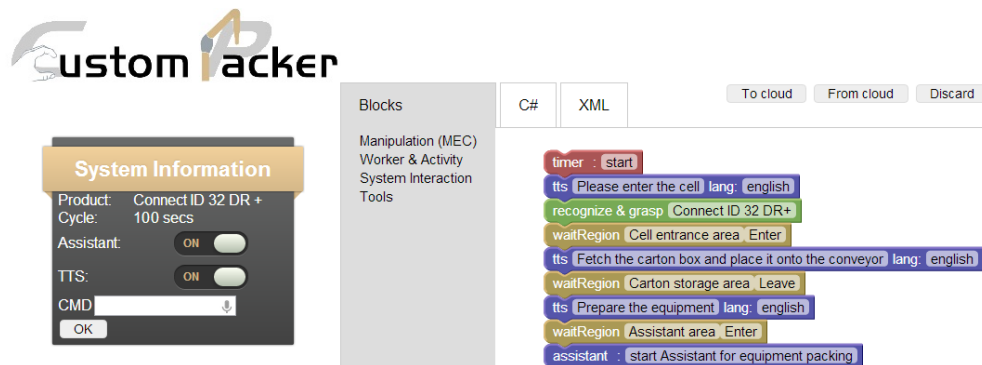 Custom Packer
To cloud From cloud Discard
Blocks C# XML
Manipulation (MEC)
Worker & Activity
System Interaction
Tools
System Information
Product: Connect ID 32 DR +
Cycle: 100 secs
Assistant: ON
TTS: ON
CMD
OK
timer : start
tts Please enter the cell lang: english
recognize & grasp Connect ID 32 DR+
waitRegion Cell entrance area Enter
tts Fetch the carton box and place it onto the conveyor lang: english
waitRegion Carton storage area Leave
tts Prepare the equipment lang: english
waitRegion Assistant area Enter
assistant : start Assistant for equipment packing